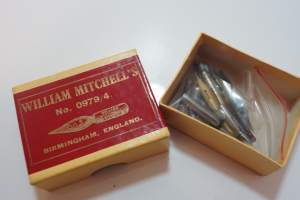 WILLIAM MITCHELL'S
No. 0979/4.
BIRMINGHAM, ENGLAND.